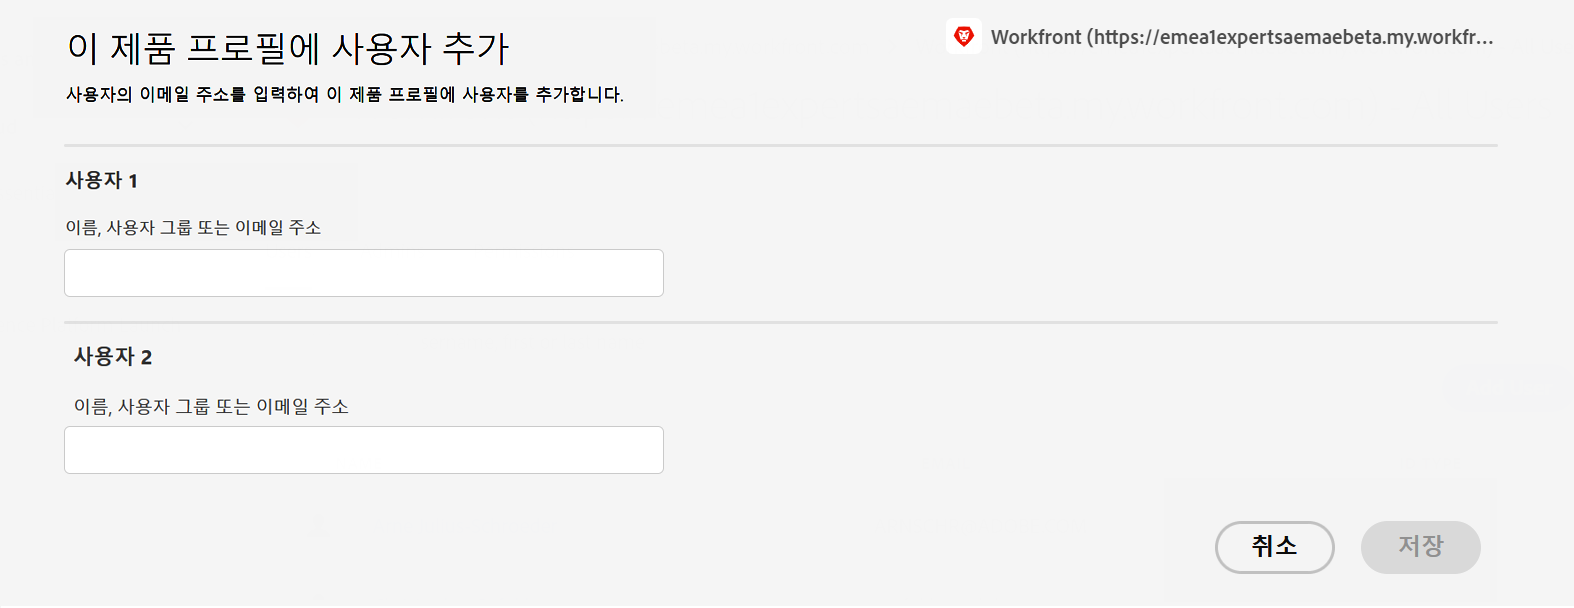 이 제품 프로필에 사용자 추가
Workfront (https://emea1expertsaemaebeta.my.workfr...
사용자의 이메일 주소를 입력하여 이 제품 프로필에 사용자를 추가합니다.
사용자 1
이름, 사용자 그룹 또는 이메일 주소
사용자 2
이름, 사용자 그룹 또는 이메일 주소
취소
저장